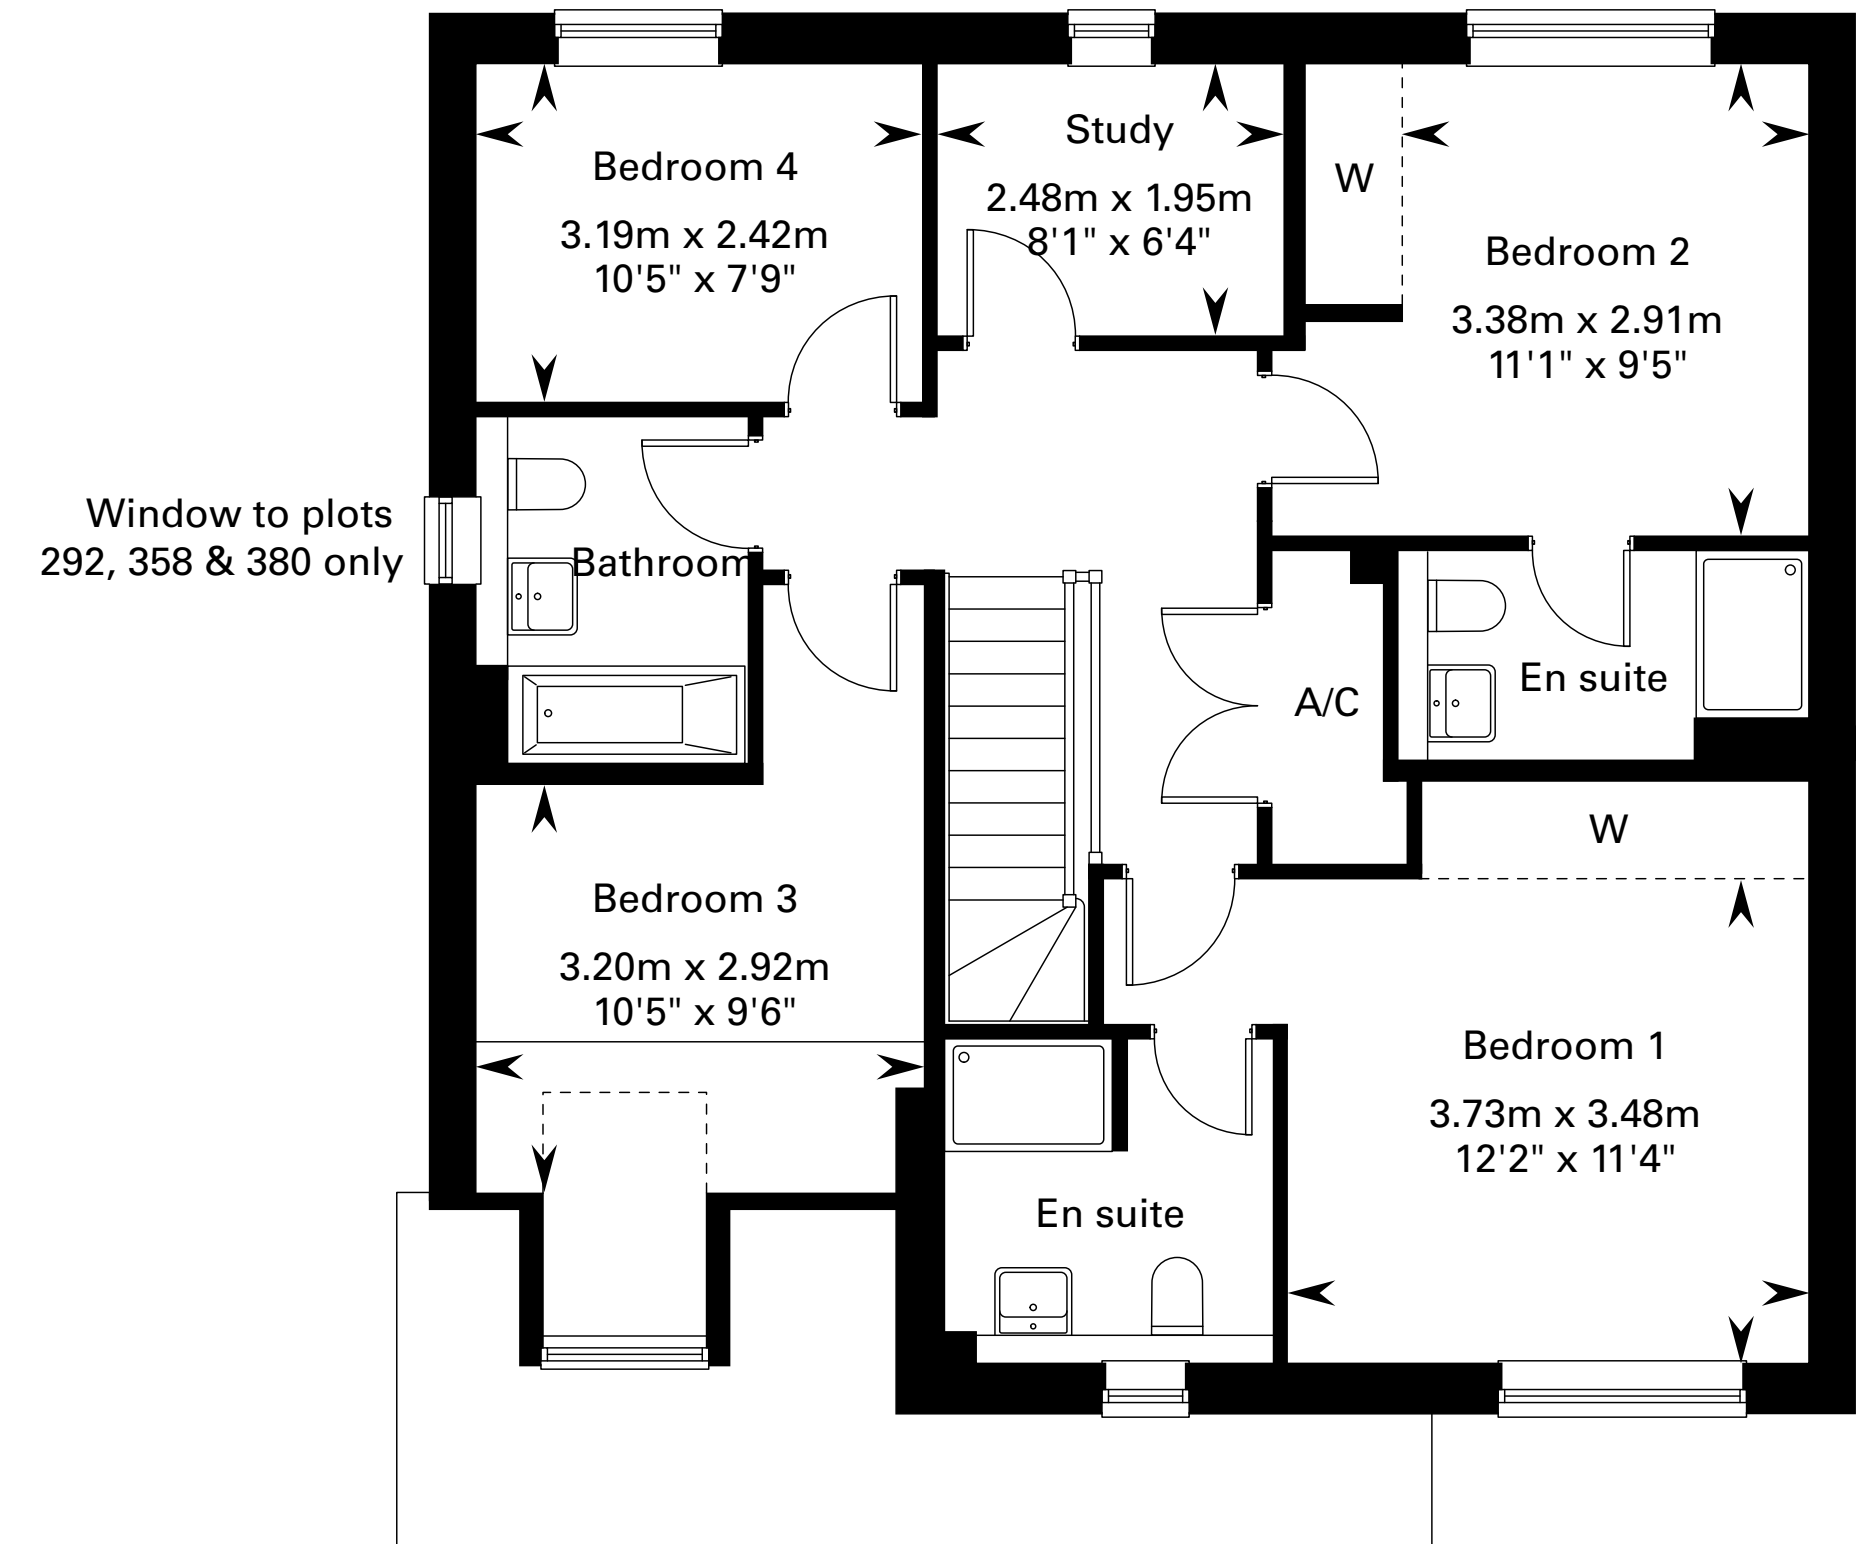 Study
Bedroom 4
2.48m x 1.95m
8'1" x 6'4"
W
3.19m x 2.42m
10'5" x 7'9"
Bedroom 2
3.38m x 2.91m
11'1" x 9'5"
Window to plots
292, 358 & 380 only
Bathroom
En suite
A/C
W
Bedroom 3
3.20m x 2.92m
10'5" x 9'6"
Bedroom 1
3.73m x 3.48m
12'2" x 11'4"
En suite